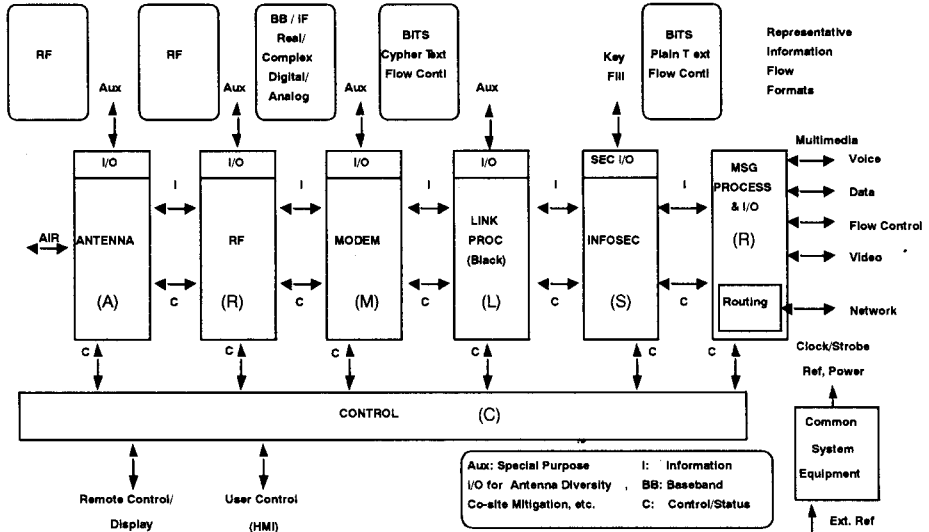 RF
RF
BB / IF
Real/
Complex
Digital/
Analog
BITS
Cypher Text
Flow Contl
BITS
Plain T ext
Flow Contl
Representative
Information
Flow
Formats
Aux
Aux
Aux
Aux
Key
Fill
Multimedia
I/O
I/O
I/O
I/O
SEC I/O
MSG
PROCESS
& I/O
(R)
Voice
Data
Flow Control
Video
Network
I
I
I
I
I
AIR
ANTENNA
RF
MODEM
LINK
PROC
(Black)
INFOSEC
(A)
C
(R)
C
(M)
C
(L)
C
(S)
C
Routing
C
C
C
C
C
C
Clock/Strobe
Ref, Power
CONTROL (C)
Common
System
Equipment
Ext. Ref
Remote Control/
Display
User Control
(HMI)
Aux: Special Purpose
I/O for Antenna Diversity ,
Co-site Mitigation, etc.
I: Information
BB: Baseband
C: Control/Status